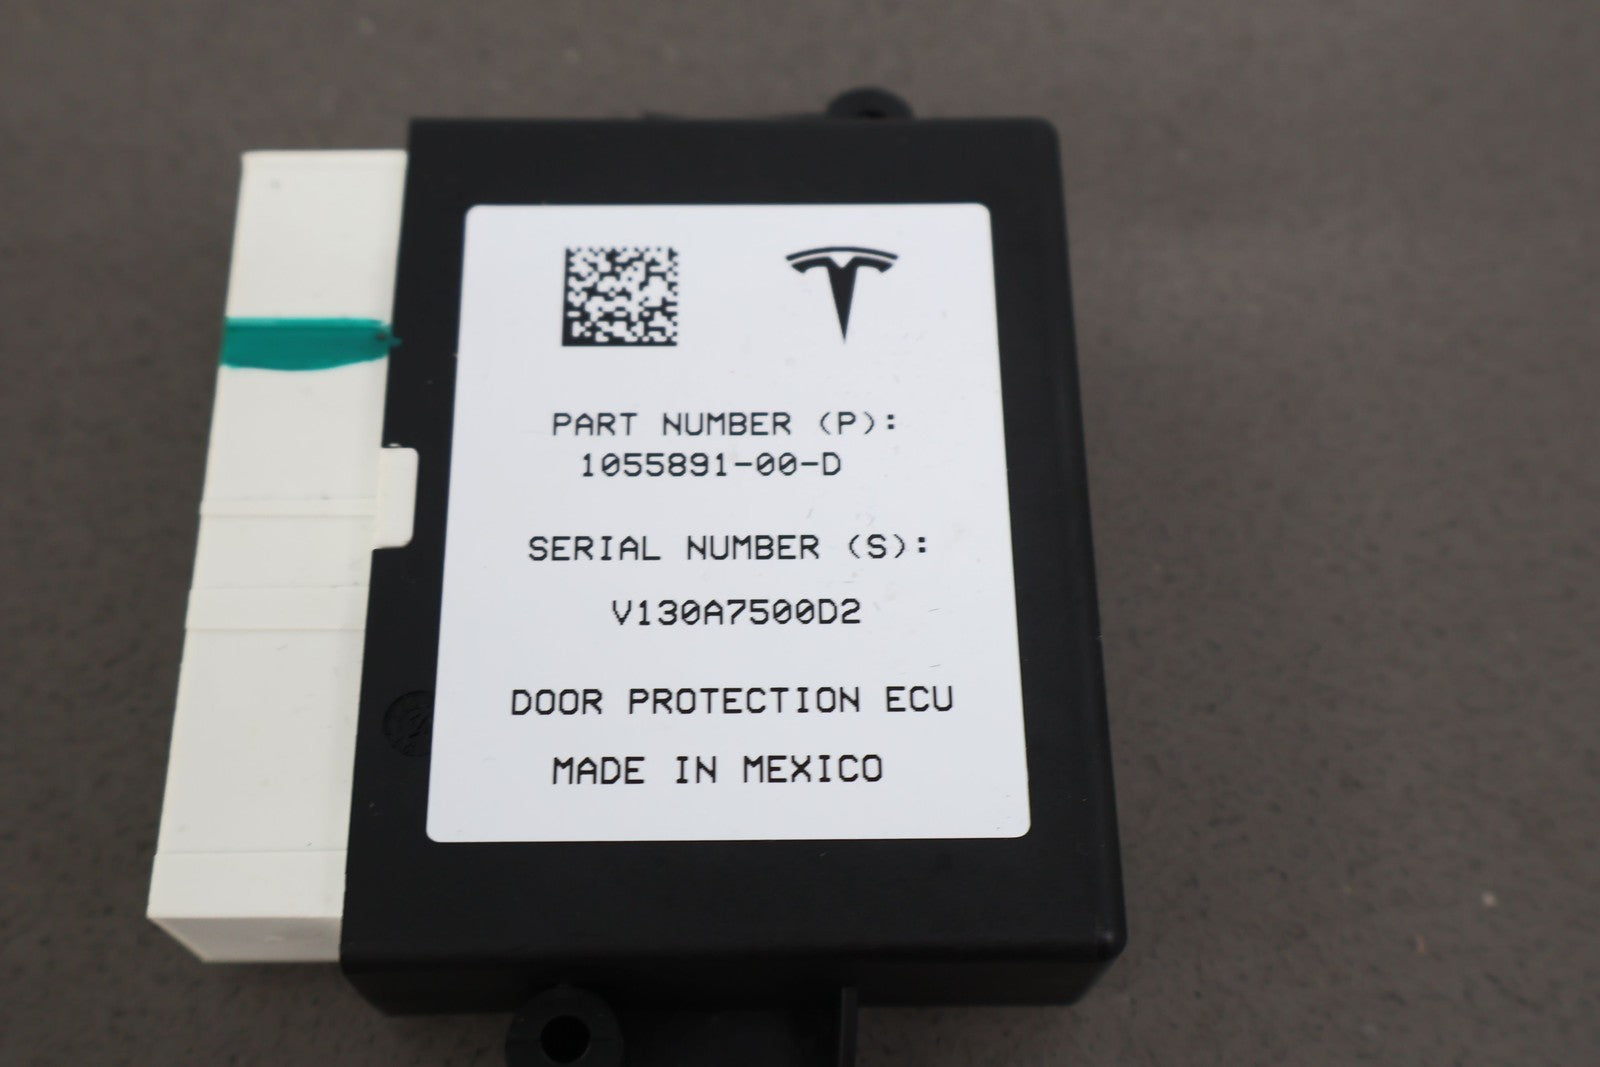 PART NUMBER (P):
1055891-00-D
SERIAL NUMBER (S):
V130A7500D2
DOOR PROTECTION ECU
MADE IN MEXICO